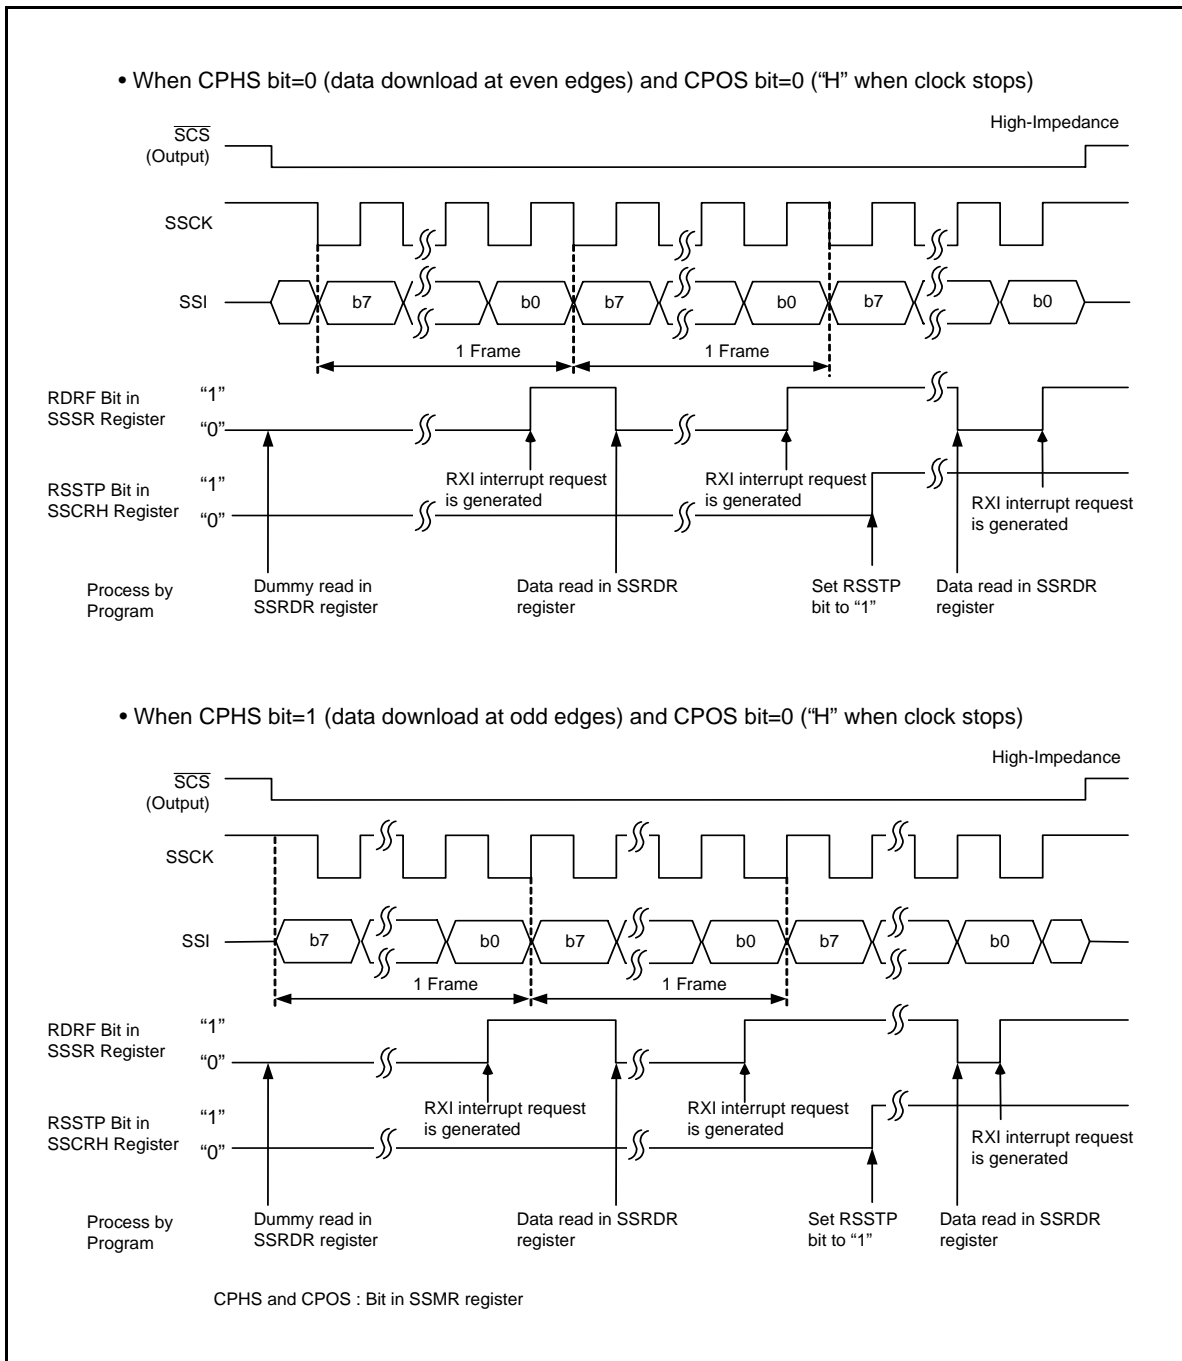 • When CPHS bit=0 (data download at even edges) and CPOS bit=0 (“H” when clock stops)
High-Impedance
SCS
(Output)
SSCK
SSI
b7
b0
b7
b0
b7
b0
1 Frame
1 Frame
RDRF Bit in
SSSR Register
“1”
“0”
RXI interrupt request
is generated
RXI interrupt request
is generated
RXI interrupt request
is generated
RSSTP Bit in
SSCRH Register
“1”
“0”
Process by
Program
Dummy read in
SSRDR register
Data read in SSRDR
register
Set RSSTP
bit to “1”
Data read in SSRDR
register
• When CPHS bit=1 (data download at odd edges) and CPOS bit=0 (“H” when clock stops)
High-Impedance
SCS
(Output)
SSCK
SSI
b7
b0
b7
b0
b7
b0
1 Frame
1 Frame
RDRF Bit in
SSSR Register
“1”
“0”
RXI interrupt request
is generated
RXI interrupt request
is generated
RXI interrupt request
is generated
RSSTP Bit in
SSCRH Register
“1”
“0”
Process by
Program
Dummy read in
SSRDR register
Data read in SSRDR
register
Set RSSTP
bit to “1”
Data read in SSRDR
register
CPHS and CPOS : Bit in SSMR register